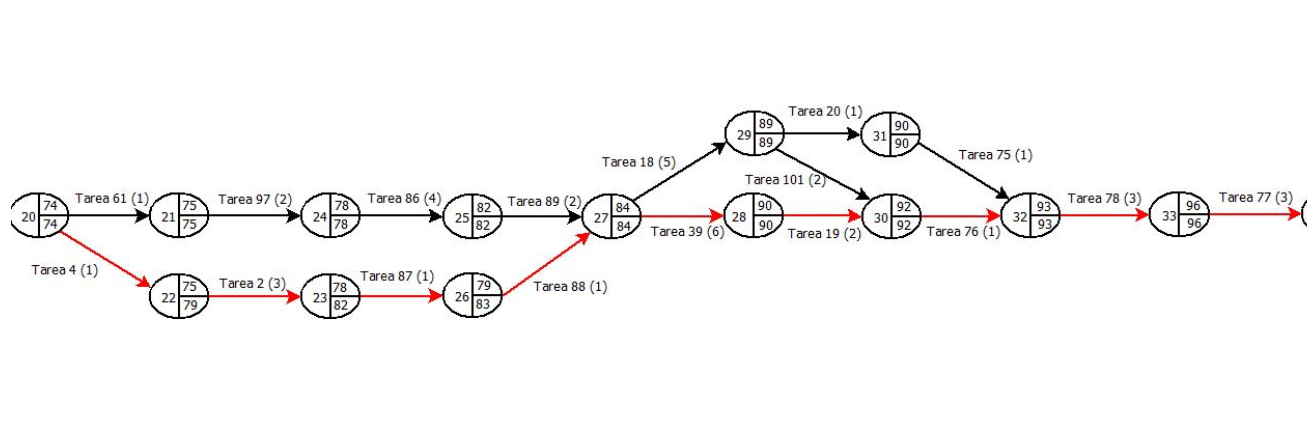 Tarea 20 (1)
29 89 89
31 90 90
Tarea 18 (5)
Tarea 75 (1)
Tarea 101 (2)
20 74 74
Tarea 61 (1)
21 75 75
Tarea 97 (2)
24 78 78
Tarea 86 (4)
25 82 82
Tarea 89 (2)
27 84 84
Tarea 39 (6)
28 90 90
Tarea 19 (2)
30 92 92
Tarea 76 (1)
32 93 93
Tarea 78 (3)
33 96 96
Tarea 77 (3)
Tarea 4 (1)
22 75 79
Tarea 2 (3)
23 78 82
Tarea 87 (1)
26 79 83
Tarea 88 (1)